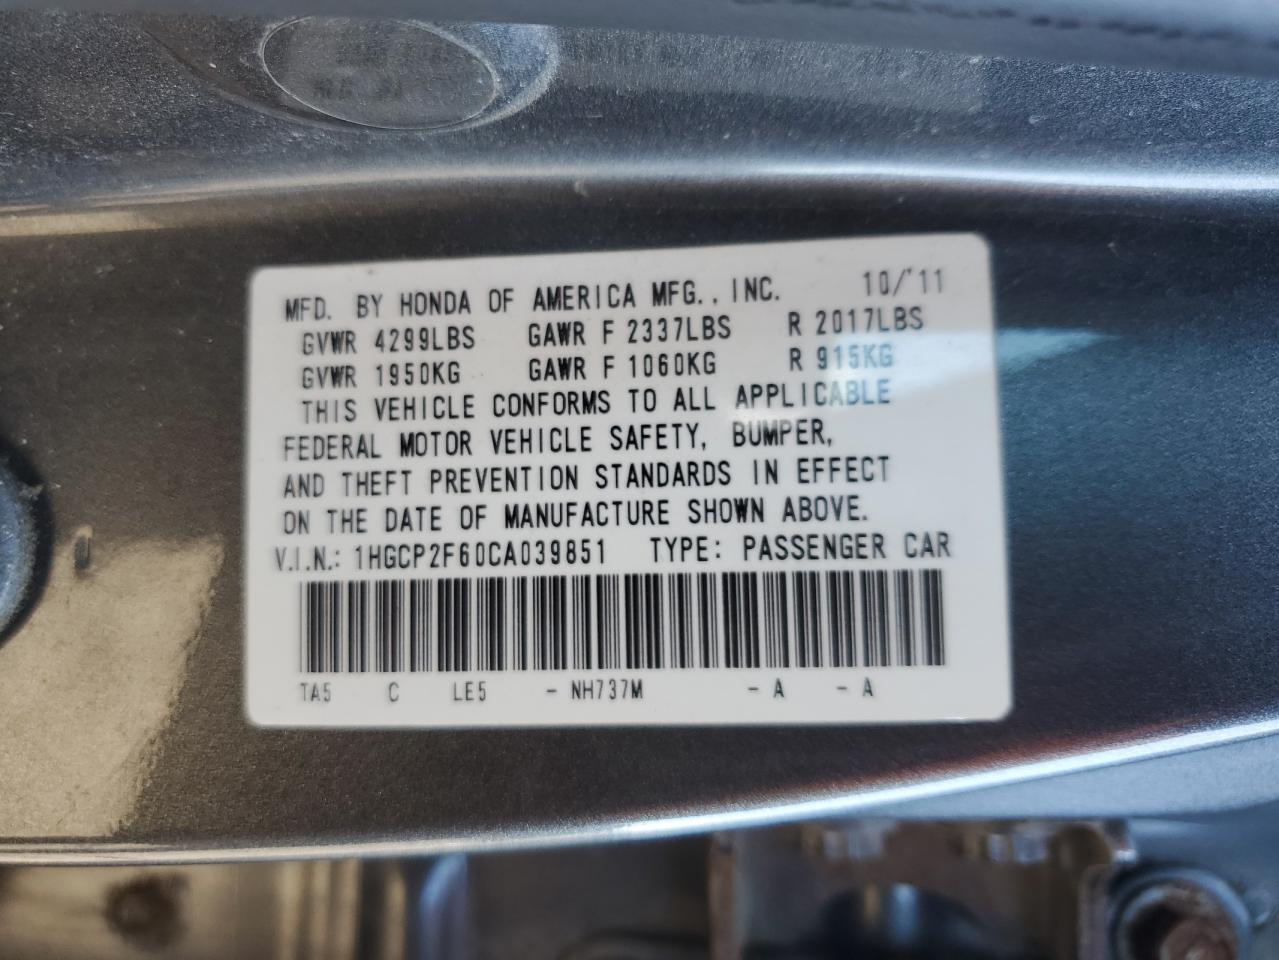 MFD. BY HONDA OF AMERICA MFG., INC. 10/'11
GVWR 4299LBS GAWR F 2337LBS R 2017LBS
GVWR 1950KG GAWR F 1060KG R 915KG
THIS VEHICLE CONFORMS TO ALL APPLICABLE
FEDERAL MOTOR VEHICLE SAFETY, BUMPER,
AND THEFT PREVENTION STANDARDS IN EFFECT
ON THE DATE OF MANUFACTURE SHOWN ABOVE.
V.I.N.: 1HGCP2F60CA039851 TYPE: PASSENGER CAR
TA5 C LE5 - NH737M - A - A